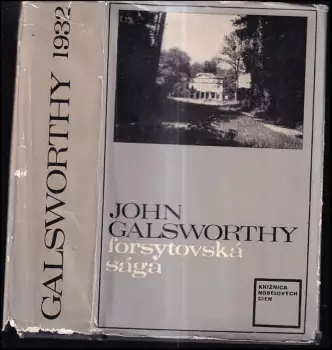 GALSWORTHY 1932
JOHN
GALSWORTHY
forsytovská
sága
KNIŽNICA
NOBELOVÝCH
CIEN